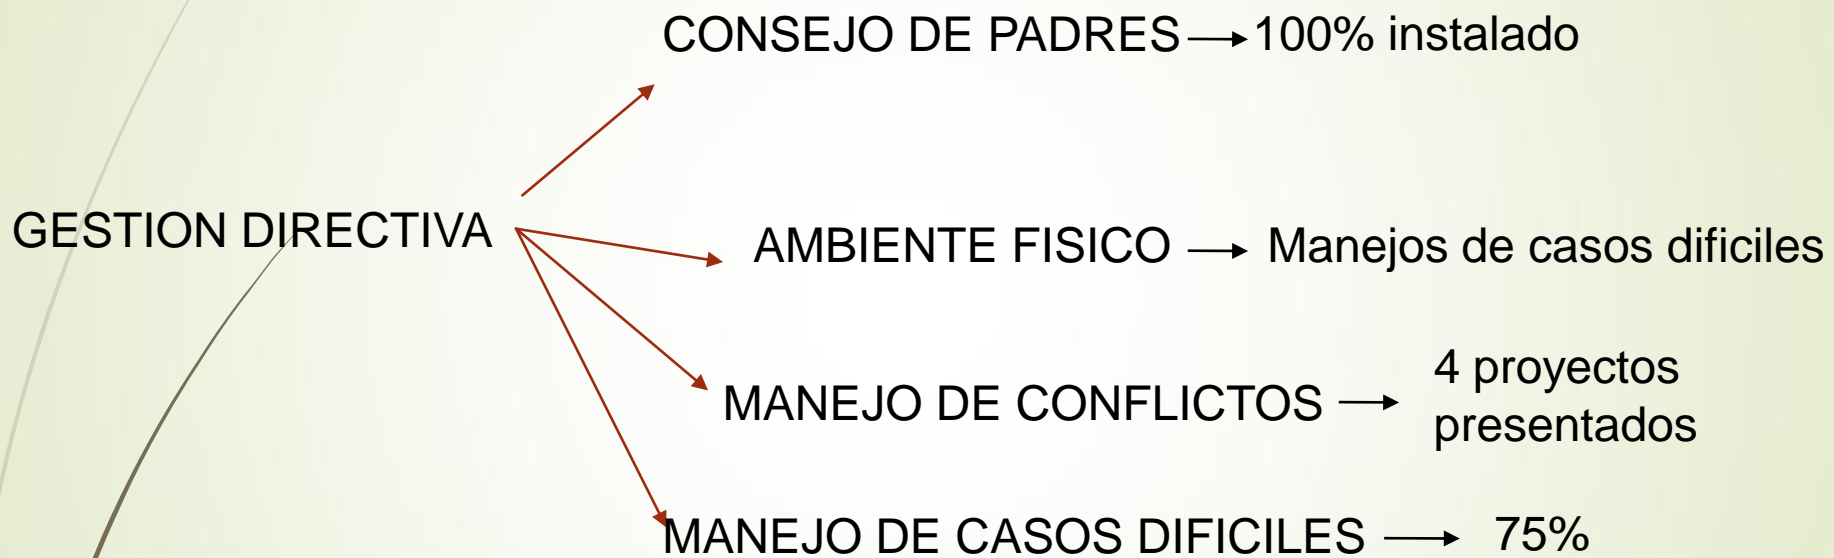 CONSEJO DE PADRES 100% instalado
GESTION DIRECTIVA
AMBIENTE FISICO Manejos de casos dificiles
MANEJO DE CONFLICTOS 4 proyectos
presentados
MANEJO DE CASOS DIFICILES 75%